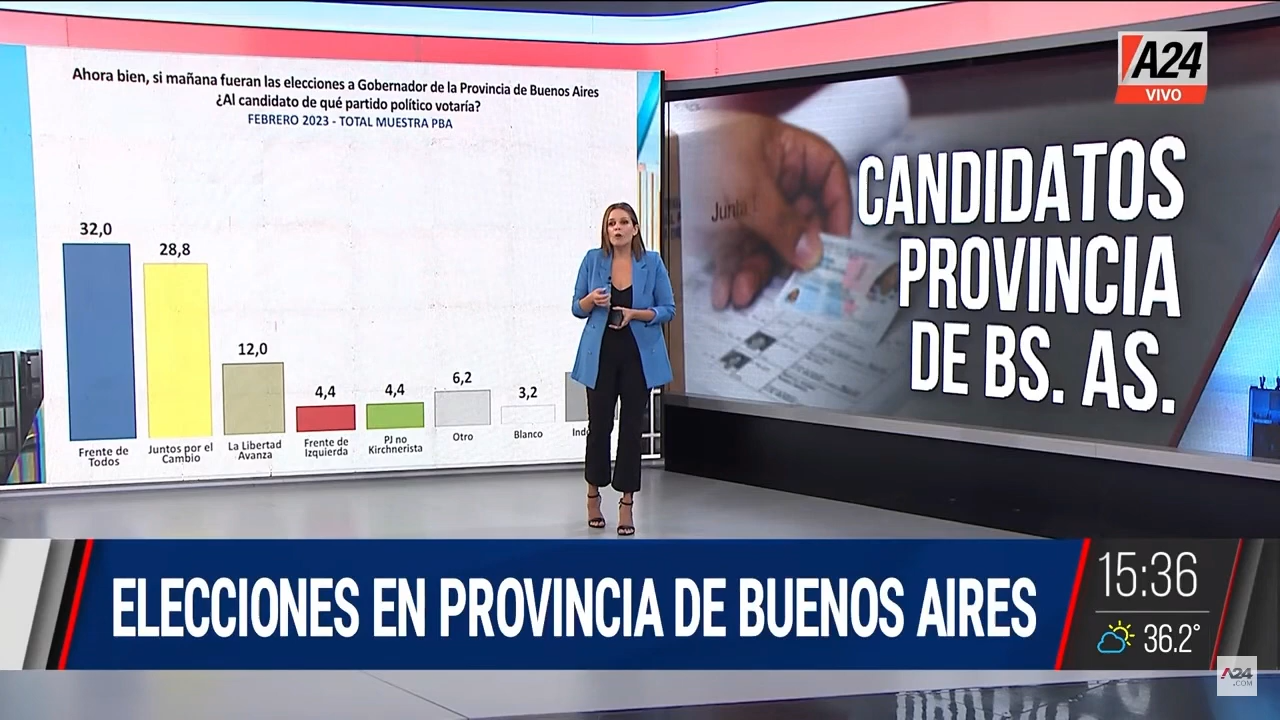 Ahora bien, si mañana fueran las elecciones a Gobernador de la Provincia de Buenos Aires
¿Al candidato de qué partido político votaría?
FEBRERO 2023 - TOTAL MUESTRA PBA
32,0
28,8
12,0
4,4
4,4
6,2
3,2
Frente de
Todos
Juntos por el
Cambio
La Libertad
Avanza
Frente de
Izquierda
PJ no
Kirchnerista
Otro
Blanco
A24
VIVO
CANDIDATOS
PROVINCIA
DE BS. AS.
ELECCIONES EN PROVINCIA DE BUENOS AIRES
15:36
36.2°
A24
.COM